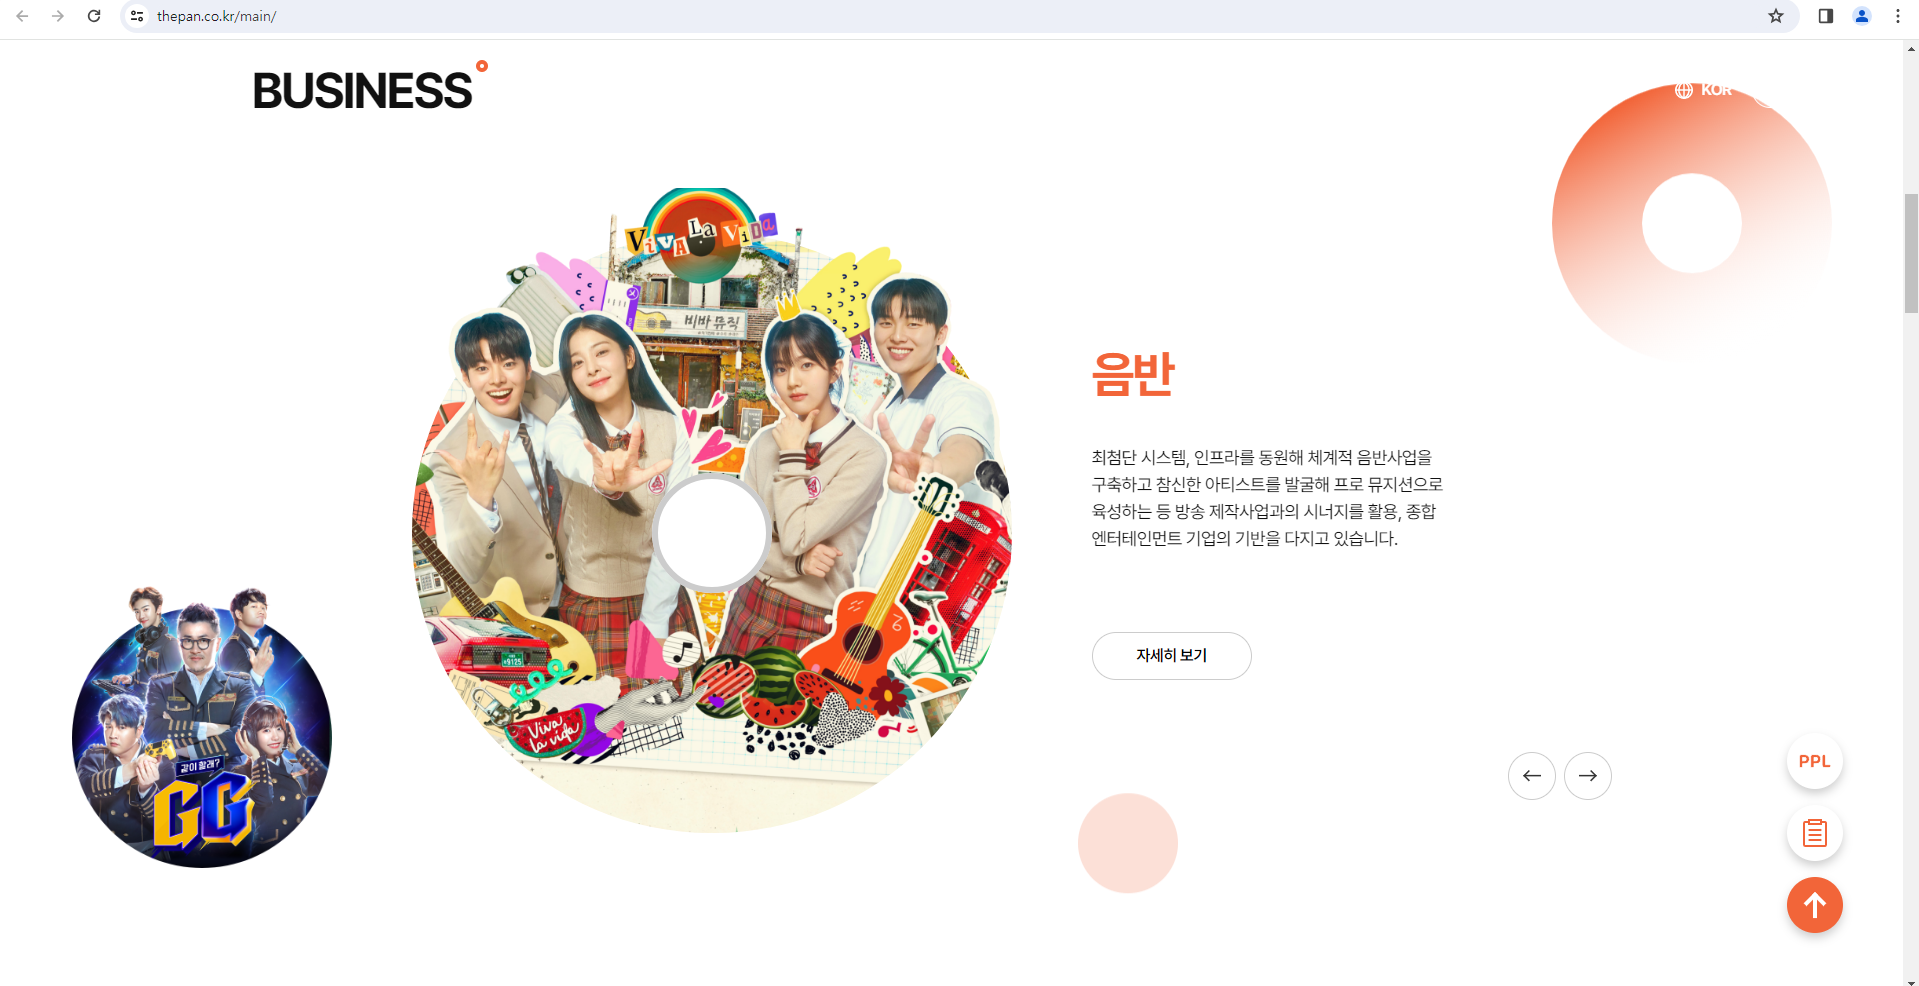 thepan.co.kr/main/
BUSINESS
KOR
ViVA La Vida
비바 뮤직
음반
최첨단 시스템, 인프라를 동원해 체계적 음반사업을
구축하고 참신한 아티스트를 발굴해 프로 뮤지션으로
육성하는 등 방송 제작사업과의 시너지를 활용, 종합
엔터테인먼트 기업의 기반을 다지고 있습니다.
자세히 보기
9125
Viva
la vida
같이 할래?
GG
PPL